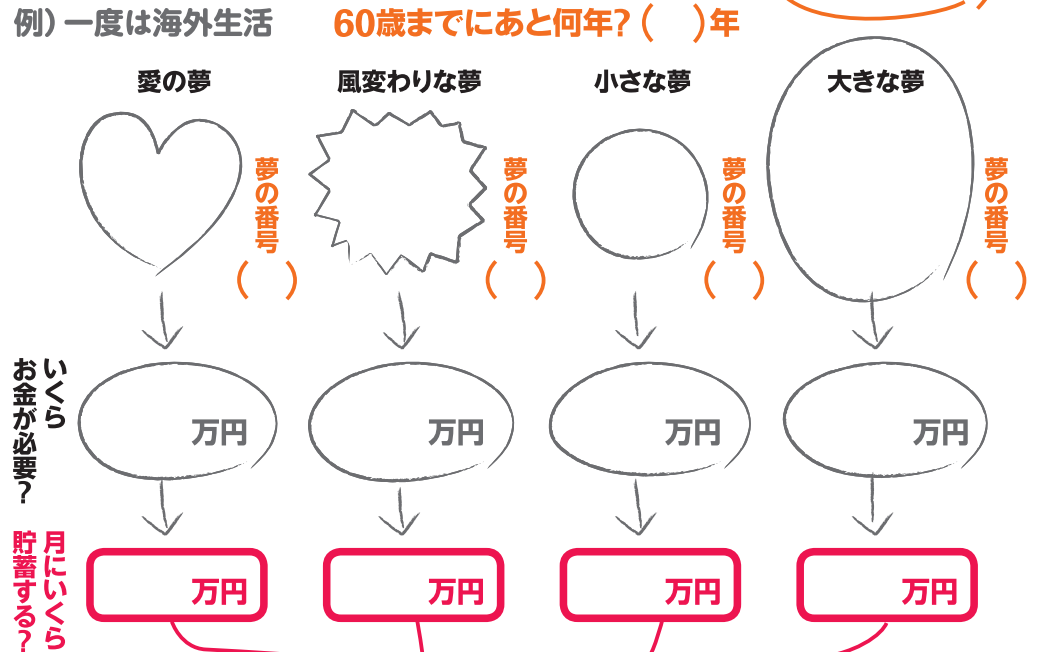 例）一度は海外生活
60歳までにあと何年？（　）年
愛の夢
風変わりな夢
小さな夢
大きな夢
夢の番号
（　）
夢の番号
（　）
夢の番号
（　）
夢の番号
（　）
いくら
お金が必要？
万円
万円
万円
万円
月にいくら
貯蓄する？
万円
万円
万円
万円